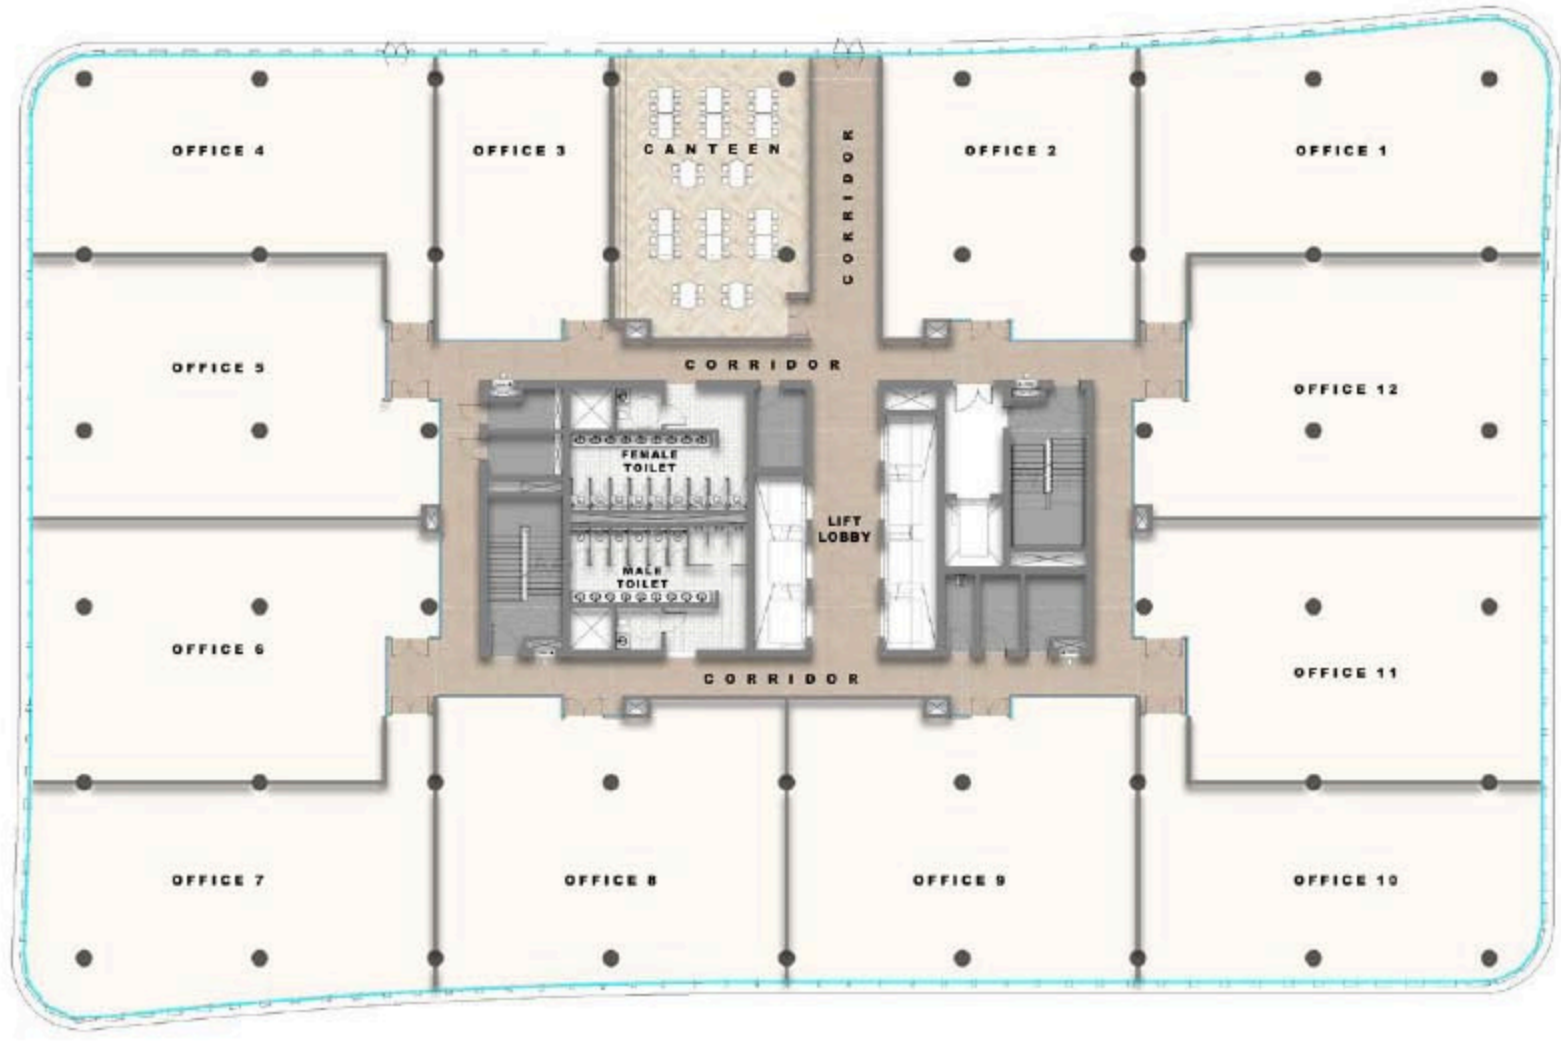 OFFICE 4
OFFICE 3
CANTEEN
CORRIDOR
OFFICE 2
OFFICE 1
OFFICE 5
CORRIDOR
OFFICE 12
FEMALE
TOILET
LIFT
LOBBY
MALE
TOILET
OFFICE 6
CORRIDOR
OFFICE 11
OFFICE 7
OFFICE 8
OFFICE 9
OFFICE 10